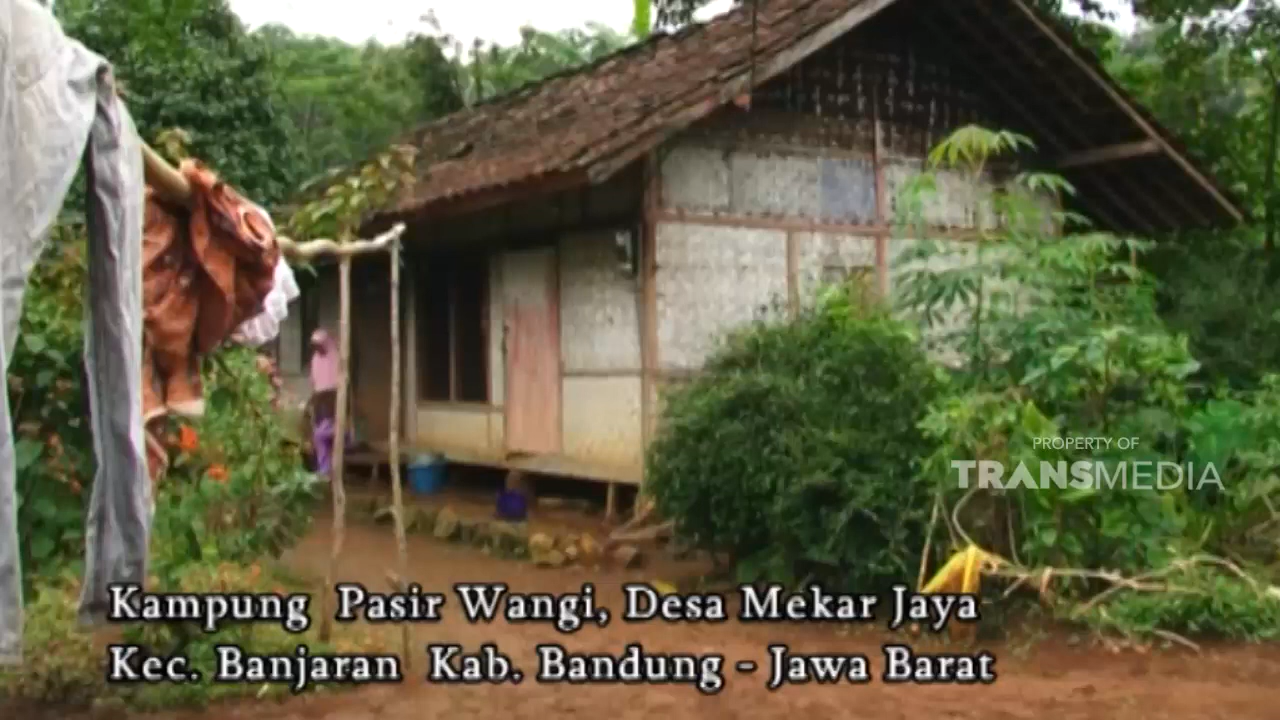 PROPERTY OF
TRANSMEDIA
Kampung Pasir Wangi, Desa Mekar Jaya
Kec. Banjaran Kab. Bandung - Jawa Barat